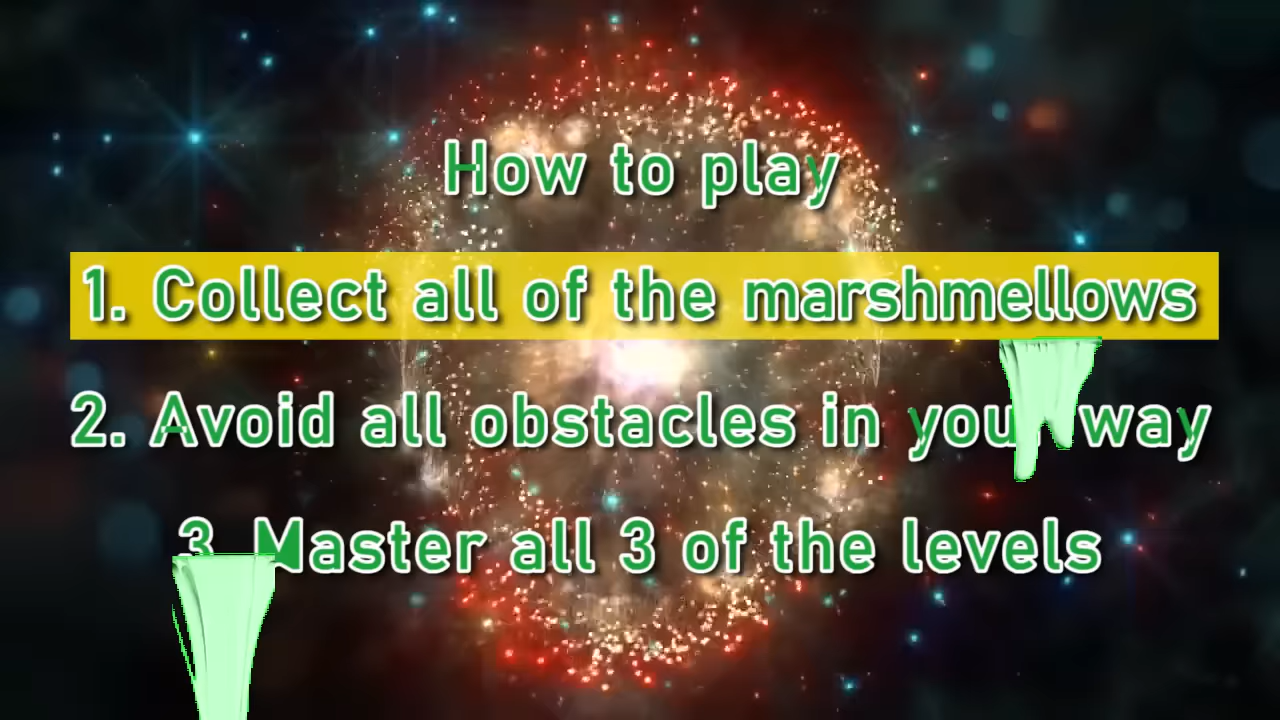 How to play
1. Collect all of the marshmellows
2. Avoid all obstacles in your way
3. Master all 3 of the levels